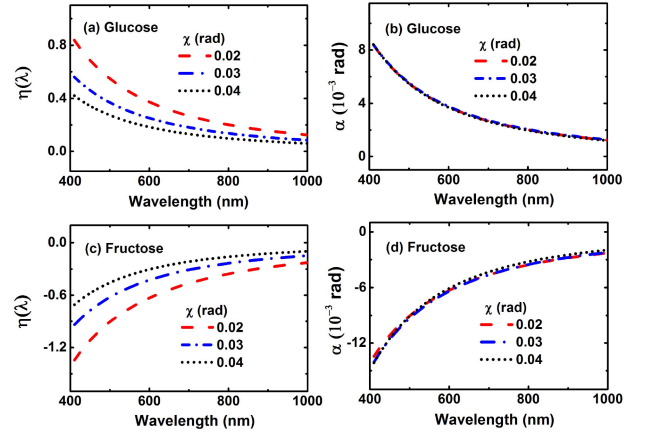 (a) Glucose
χ (rad)
0.02
0.03
0.04
0.8
0.4
0.0
η(λ)
400 600 800 1000
Wavelength (nm)
(b) Glucose
χ (rad)
0.02
0.03
0.04
9
6
3
0
α (10⁻³ rad)
400 600 800 1000
Wavelength (nm)
(c) Fructose
χ (rad)
0.02
0.03
0.04
0.0
-0.6
-1.2
η(λ)
400 600 800 1000
Wavelength (nm)
(d) Fructose
χ (rad)
0.02
0.03
0.04
0
-6
-12
α (10⁻³ rad)
400 600 800 1000
Wavelength (nm)